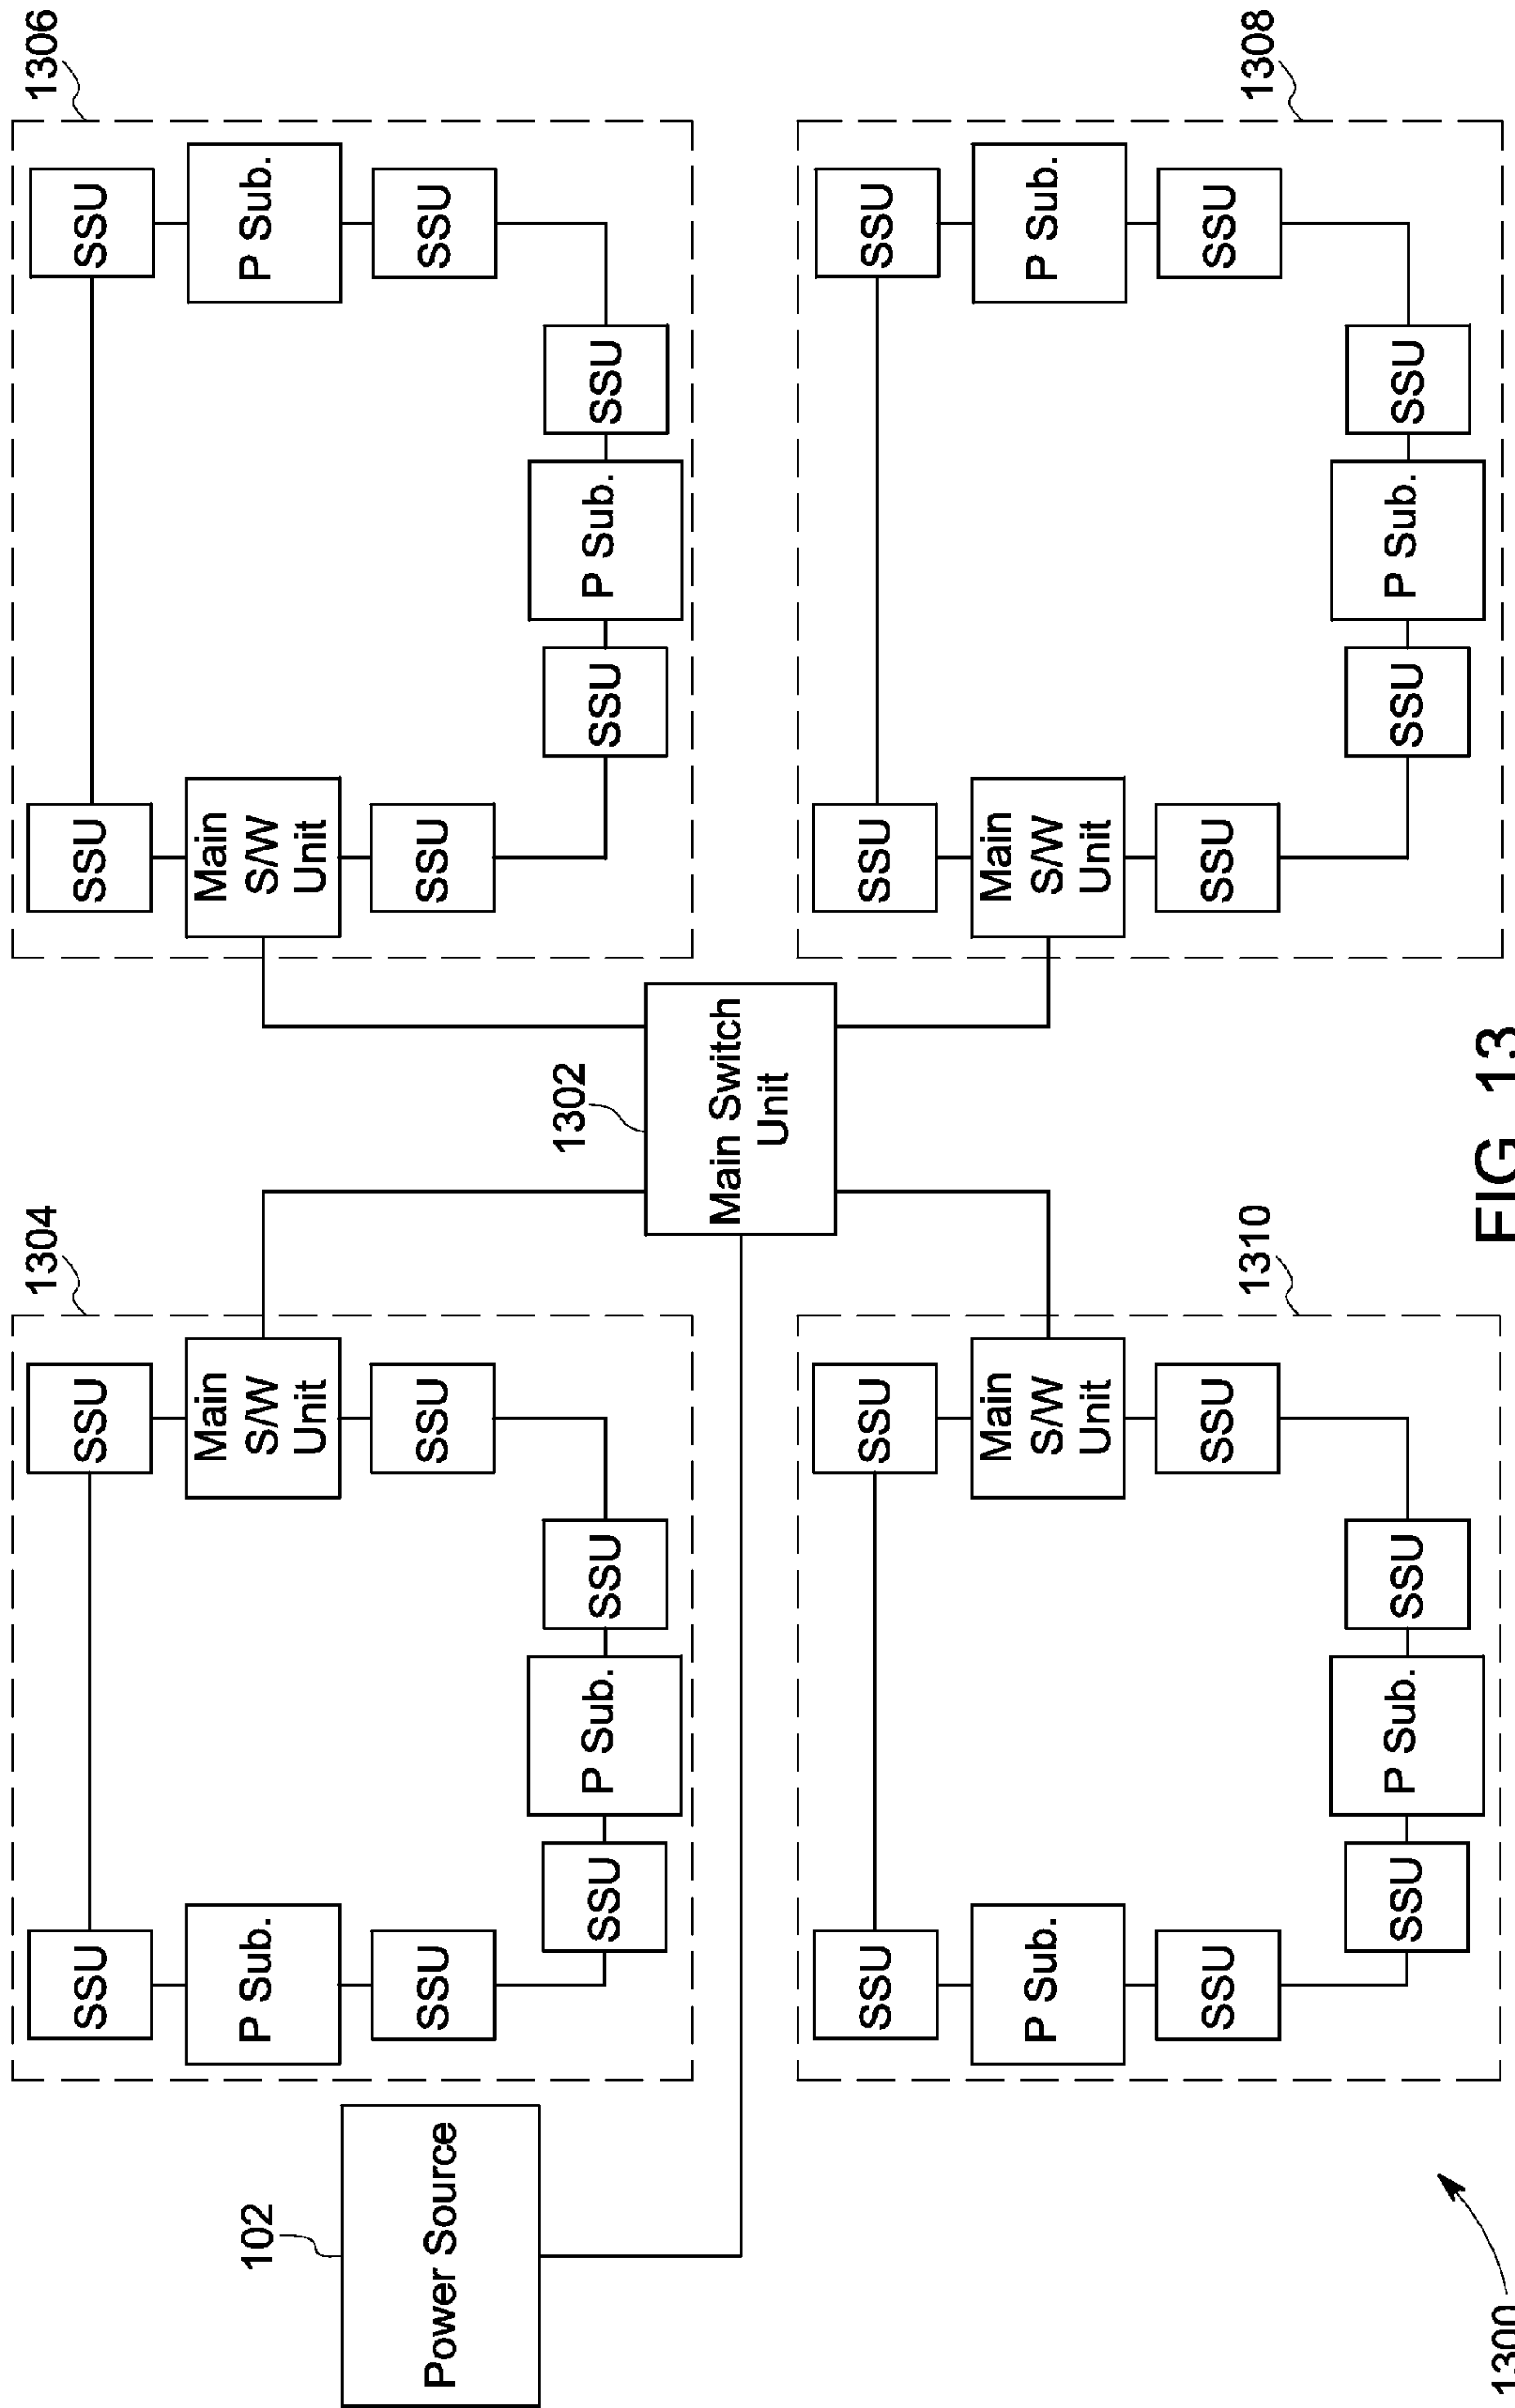 1304
1306
SSU
SSU
SSU
SSU
102
P Sub.
Main
S/W
Unit
Main
S/W
Unit
P Sub.
Power Source
SSU
SSU
SSU
SSU
1302
SSU
P Sub.
SSU
SSU
P Sub.
SSU
Main Switch
Unit
SSU
SSU
SSU
SSU
P Sub.
Main
S/W
Unit
Main
S/W
Unit
P Sub.
SSU
SSU
SSU
SSU
1310
1308
SSU
P Sub.
SSU
SSU
P Sub.
SSU
1300
FIG. 13